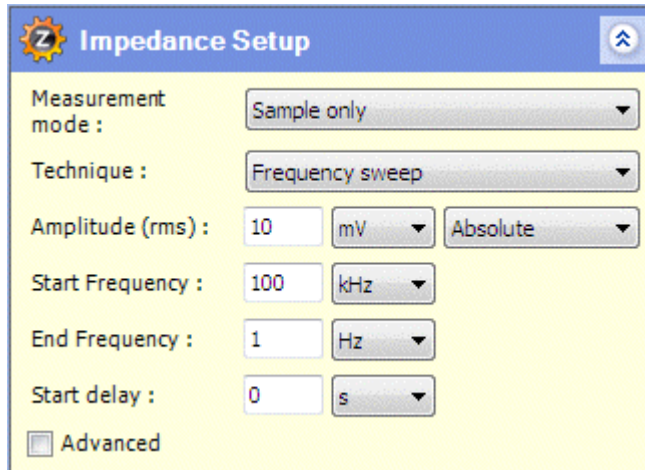 Z Impedance Setup
Measurement mode : Sample only
Technique : Frequency sweep
Amplitude (rms) : 10 mV Absolute
Start Frequency : 100 kHz
End Frequency : 1 Hz
Start delay : 0 s
Advanced